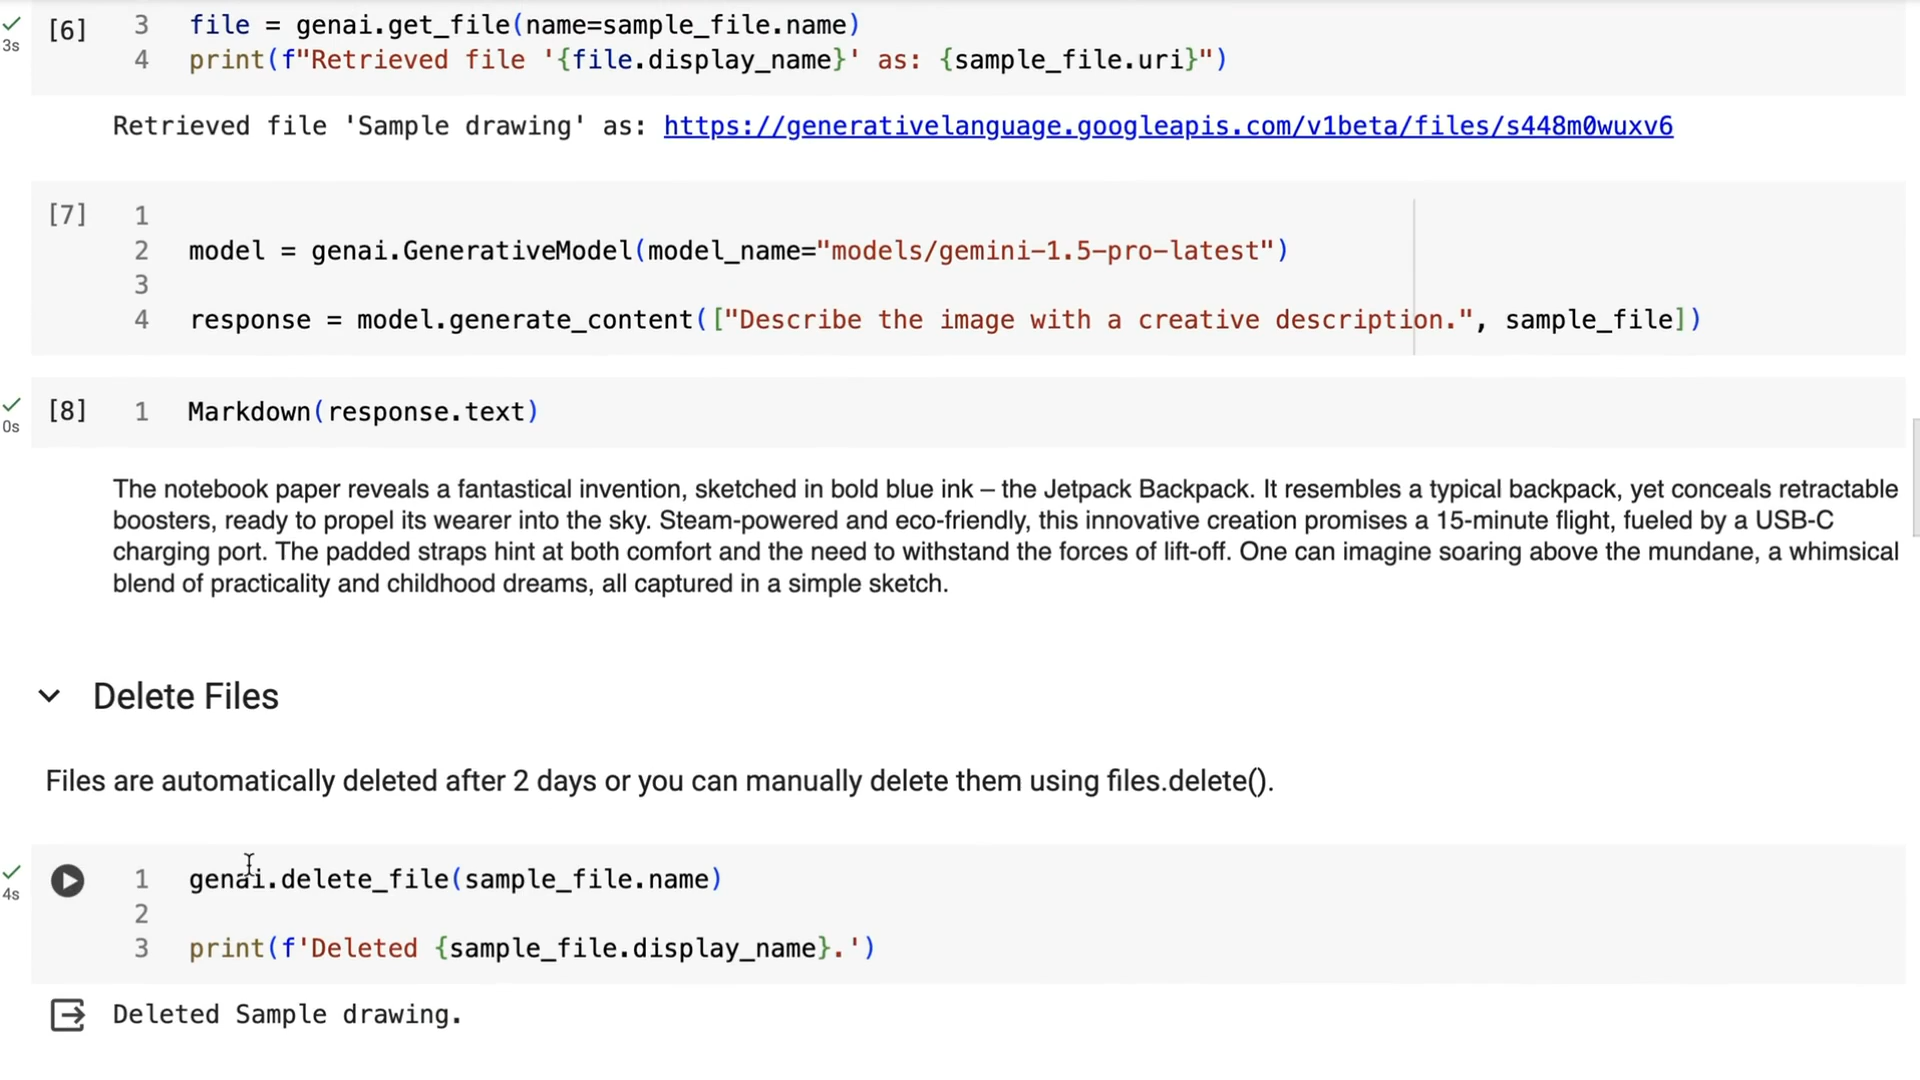 3s
[6]
3 file = genai.get_file(name=sample_file.name)
4 print(f"Retrieved file '{file.display_name}' as: {sample_file.uri}")
Retrieved file 'Sample drawing' as: https://generativelanguage.googleapis.com/v1beta/files/s448m0wuxv6
[7] 1
2 model = genai.GenerativeModel(model_name="models/gemini-1.5-pro-latest")
3
4 response = model.generate_content(["Describe the image with a creative description.", sample_file])
0s
[8] 1 Markdown(response.text)
The notebook paper reveals a fantastical invention, sketched in bold blue ink – the Jetpack Backpack. It resembles a typical backpack, yet conceals retractable
boosters, ready to propel its wearer into the sky. Steam-powered and eco-friendly, this innovative creation promises a 15-minute flight, fueled by a USB-C
charging port. The padded straps hint at both comfort and the need to withstand the forces of lift-off. One can imagine soaring above the mundane, a whimsical
blend of practicality and childhood dreams, all captured in a simple sketch.
Delete Files
Files are automatically deleted after 2 days or you can manually delete them using files.delete().
4s
1 genai.delete_file(sample_file.name)
2
3 print(f'Deleted {sample_file.display_name}.')
Deleted Sample drawing.